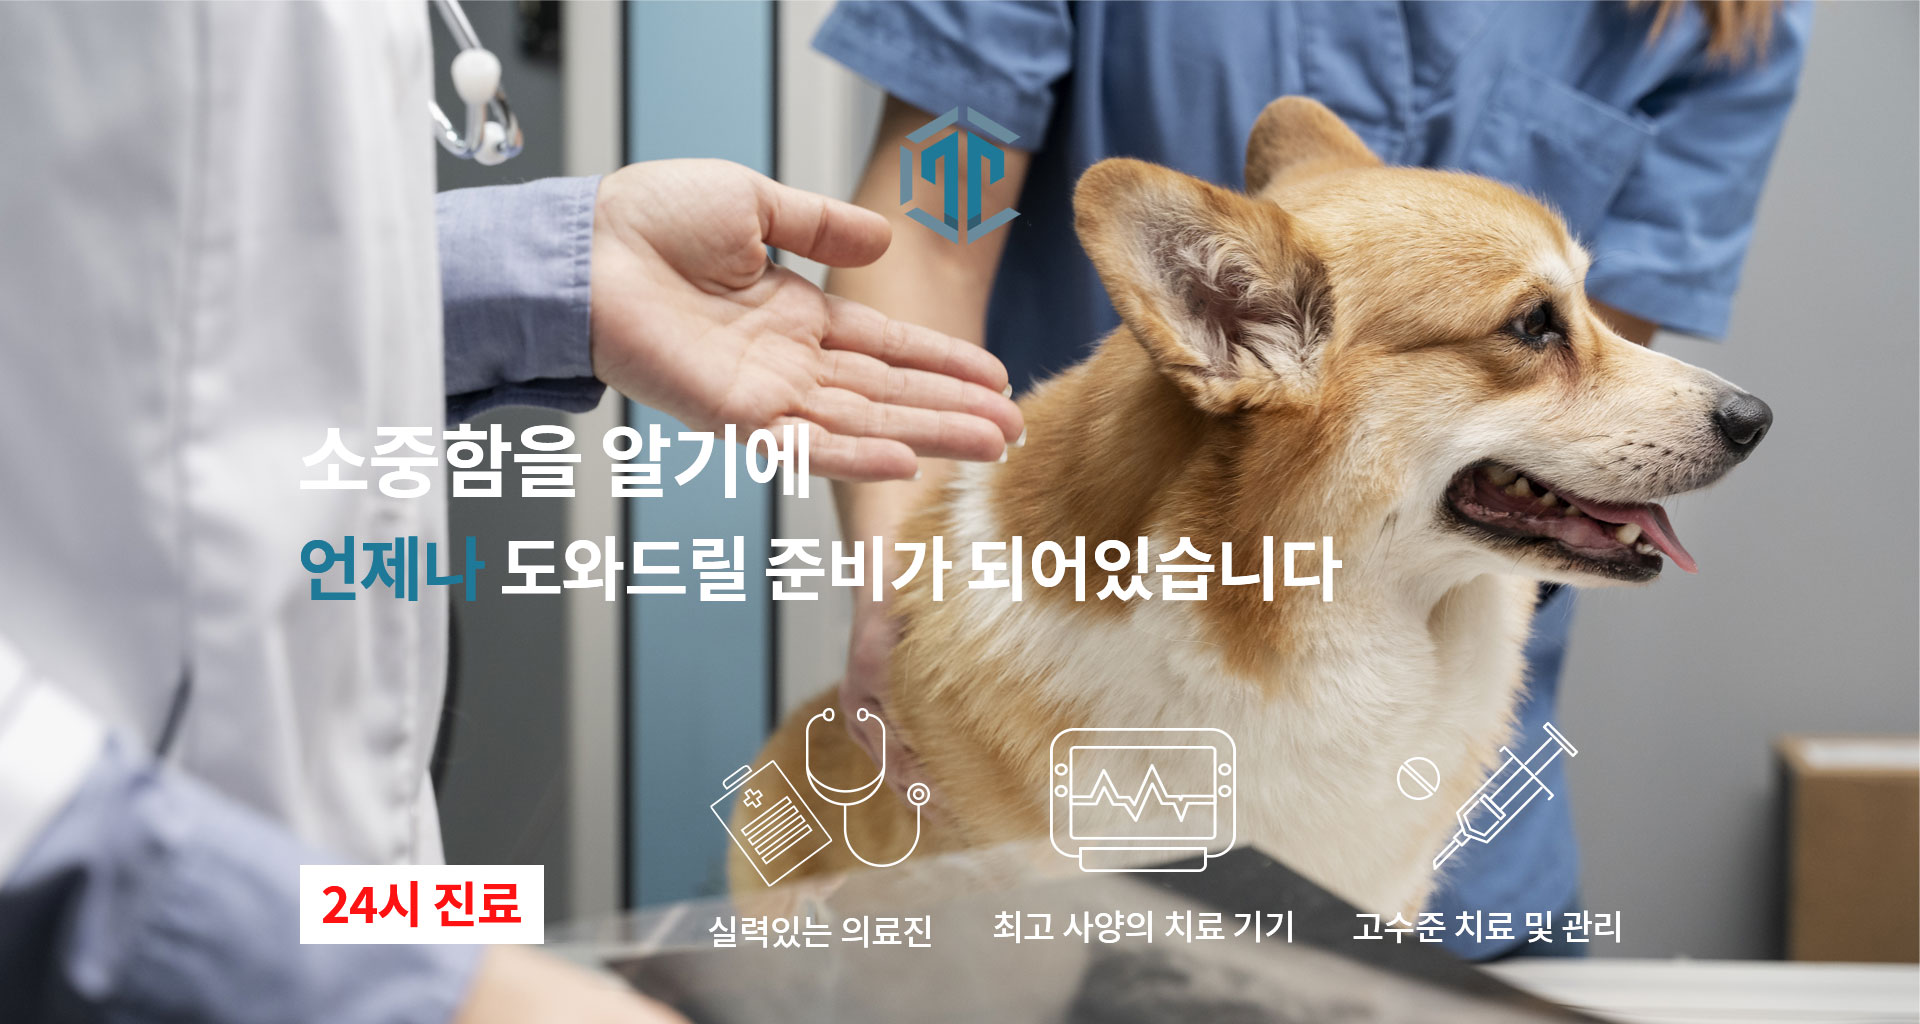 소중함을 알기에
언제나 도와드릴 준비가 되어있습니다
24시 진료
실력있는 의료진
최고 사양의 치료 기기
고수준 치료 및 관리